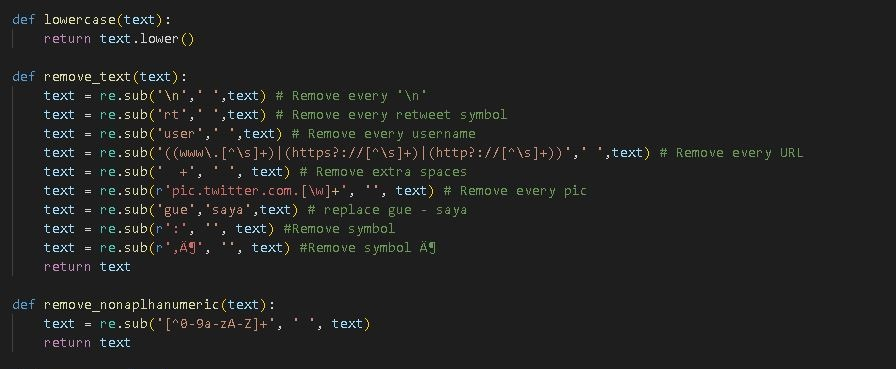 def lowercase(text):
    return text.lower()

def remove_text(text):
    text = re.sub('\n',' ',text) # Remove every '\n'
    text = re.sub('rt',' ',text) # Remove every retweet symbol
    text = re.sub('user',' ',text) # Remove every username
    text = re.sub('((www\.[^\s]+)|(https?://[^\s]+)|(http?://[^\s]+))',' ',text) # Remove every URL
    text = re.sub('  +', ' ', text) # Remove extra spaces
    text = re.sub(r'pic.twitter.com.[\w]+', '', text) # Remove every pic
    text = re.sub('gue','saya',text) # replace gue - saya
    text = re.sub(r':', '', text) #Remove symbol
    text = re.sub(r'‚Ä¶', '', text) #Remove symbol Ä¶
    return text

def remove_nonaplhanumeric(text):
    text = re.sub('[^0-9a-zA-Z]+', ' ', text)
    return text